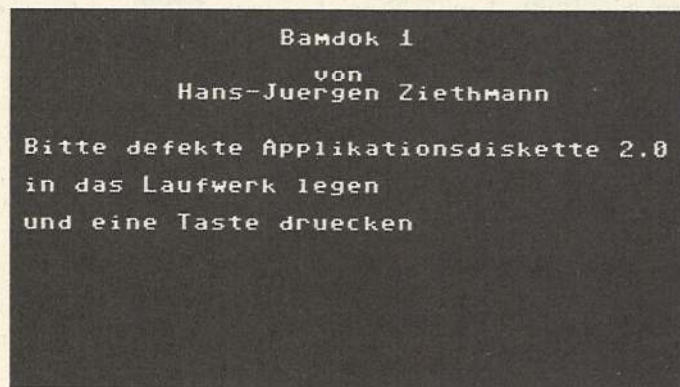 Bamdok 1
von
Hans-Juergen Ziethmann
Bitte defekte Applikationsdiskette 2.0
in das Laufwerk legen
und eine Taste druecken